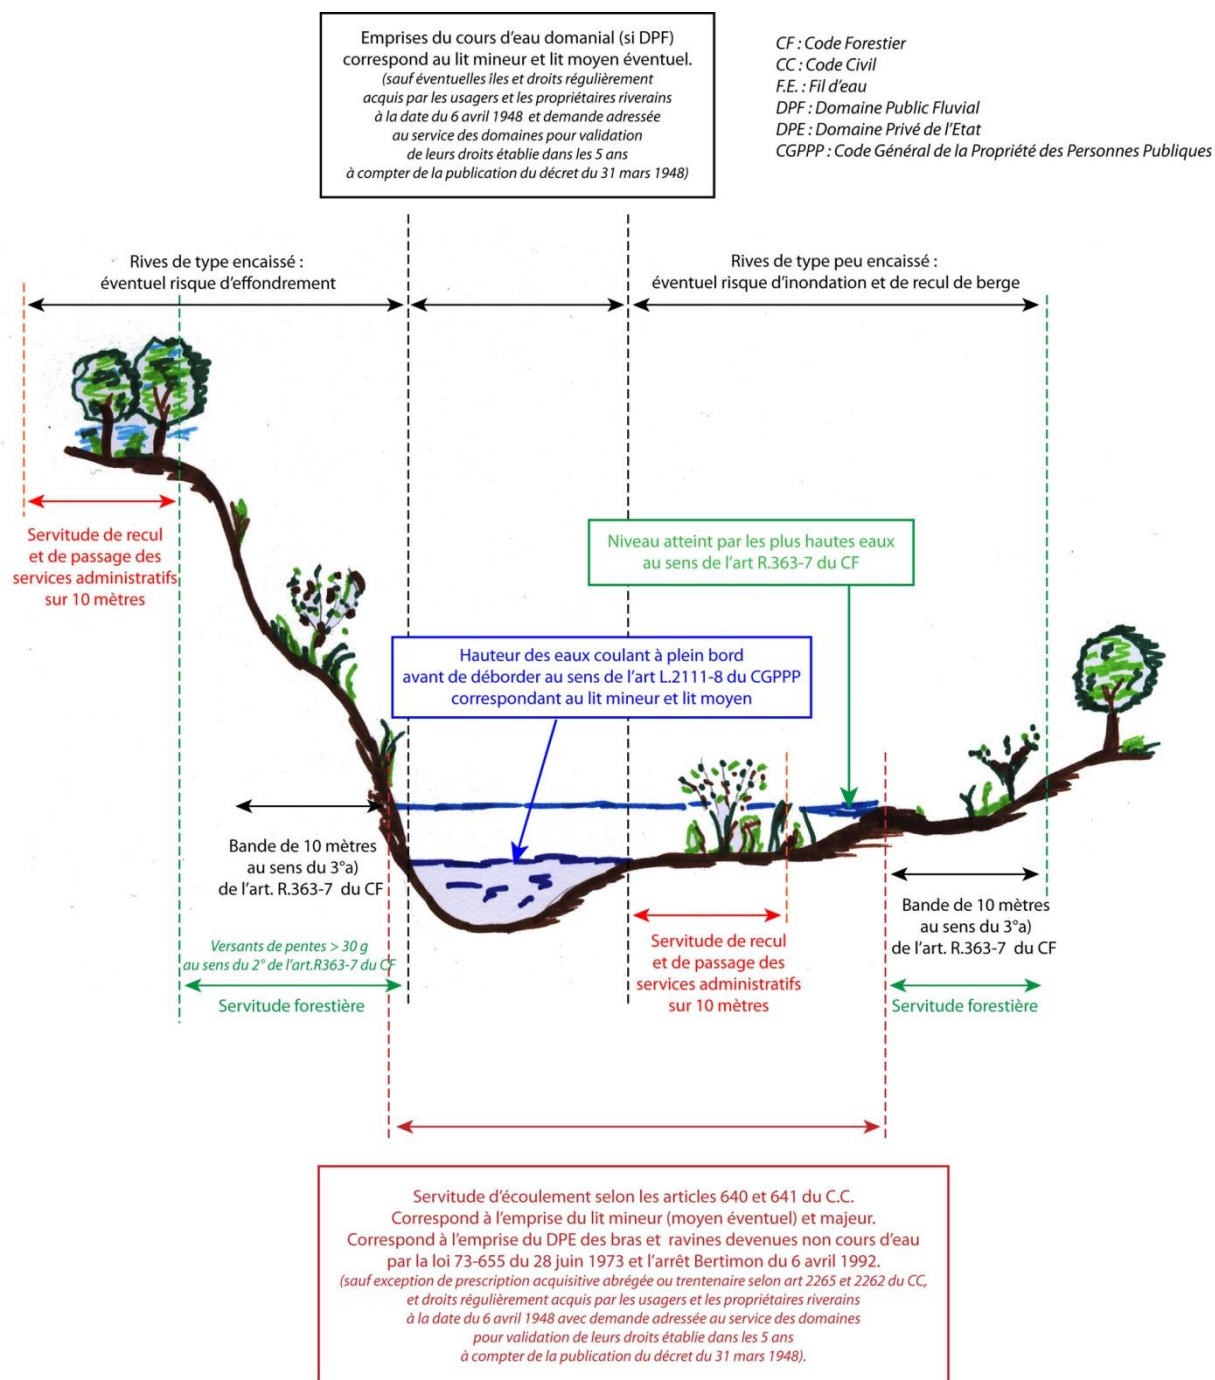 Emprises du cours d'eau domanial (si DPF)
correspond au lit mineur et lit moyen éventuel.
(sauf éventuelles îles et droits régulièrement
acquis par les usagers et les propriétaires riverains
à la date du 6 avril 1948 et demande adressée
au service des domaines pour validation
de leurs droits établie dans les 5 ans
à compter de la publication du décret du 31 mars 1948)
CF : Code Forestier
CC : Code Civil
F.E. : Fil d'eau
DPF : Domaine Public Fluvial
DPE : Domaine Privé de l'Etat
CGPPP : Code Général de la Propriété des Personnes Publiques
Rives de type encaissé :
éventuel risque d'effondrement
Rives de type peu encaissé :
éventuel risque d'inondation et de recul de berge
Servitude de recul
et de passage des
services administratifs
sur 10 mètres
Niveau atteint par les plus hautes eaux
au sens de l'art R.363-7 du CF
Hauteur des eaux coulant à plein bord
avant de déborder au sens de l'art L.2111-8 du CGPPP
correspondant au lit mineur et lit moyen
Bande de 10 mètres
au sens du 3°a)
de l'art. R.363-7 du CF
Versants de pentes > 30 g
au sens du 2° de l'art.R363-7 du CF
Servitude forestière
Servitude de recul
et de passage des
services administratifs
sur 10 mètres
Bande de 10 mètres
au sens du 3°a)
de l'art. R.363-7 du CF
Servitude forestière
Servitude d'écoulement selon les articles 640 et 641 du C.C.
Correspond à l'emprise du lit mineur (moyen éventuel) et majeur.
Correspond à l'emprise du DPE des bras et ravines devenues non cours d'eau
par la loi 73-655 du 28 juin 1973 et l'arrêt Bertimon du 6 avril 1992.
(sauf exception de prescription acquisitive abrégée ou trentenaire selon art 2265 et 2262 du CC,
et droits régulièrement acquis par les usagers et les propriétaires riverains
à la date du 6 avril 1948 avec demande adressée au service des domaines
pour validation de leurs droits établie dans les 5 ans
à compter de la publication du décret du 31 mars 1948).